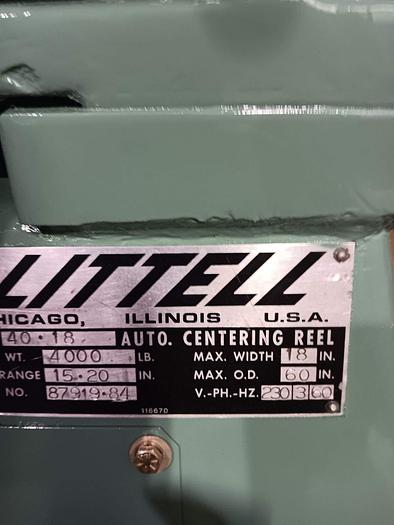 LITTELL
HICAGO, ILLINOIS U.S.A.
40·18 AUTO. CENTERING REEL
WT. 4000 LB. MAX. WIDTH 18 IN.
RANGE 15·20 IN. MAX. O.D. 60 IN.
NO. 87919·84 V.-PH.-HZ. 230 3 60
116670